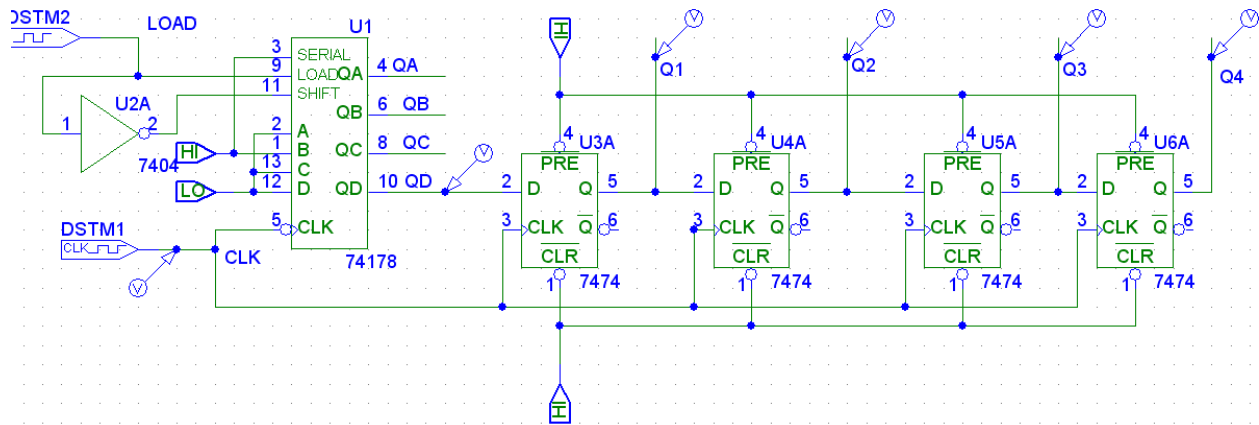 DSTM2
LOAD
U1
3 SERIAL
9 LOAD QA 4 QA
11 SHIFT
QB 6 QB
U2A
1 2
7404
2 A
1 B
13 C
12 D
QC 8 QC
QD 10 QD
HI
LO
5 CLK
74178
DSTM1
CLK
CLK
V
V
HI
HI
Q1
V
Q2
V
Q3
V
Q4
V
4 U3A
PRE
2 D Q 5
3 CLK Q 6
CLR
1 7474
4 U4A
PRE
2 D Q 5
3 CLK Q 6
CLR
1 7474
4 U5A
PRE
2 D Q 5
3 CLK Q 6
CLR
1 7474
4 U6A
PRE
2 D Q 5
3 CLK Q 6
CLR
1 7474